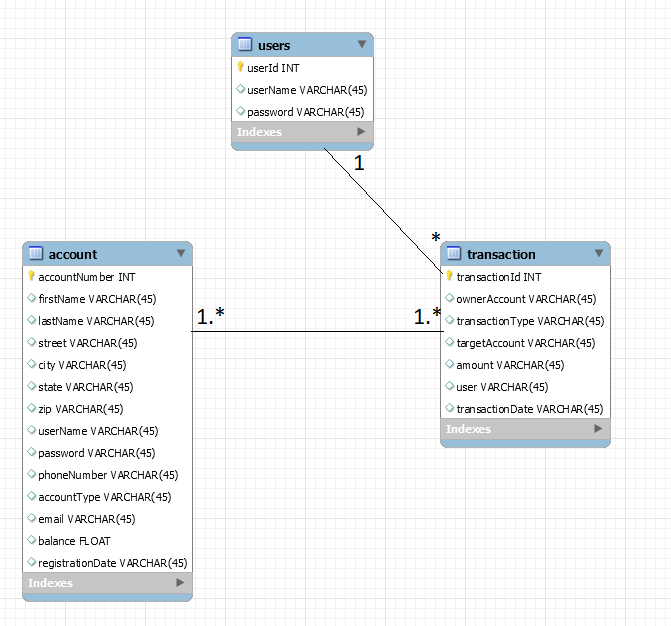 users
userId INT
userName VARCHAR(45)
password VARCHAR(45)
Indexes
1
*
account
accountNumber INT
firstName VARCHAR(45)
lastName VARCHAR(45)
street VARCHAR(45)
city VARCHAR(45)
state VARCHAR(45)
zip VARCHAR(45)
userName VARCHAR(45)
password VARCHAR(45)
phoneNumber VARCHAR(45)
accountType VARCHAR(45)
email VARCHAR(45)
balance FLOAT
registrationDate VARCHAR(45)
Indexes
1.*
1.*
transaction
transactionId INT
ownerAccount VARCHAR(45)
transactionType VARCHAR(45)
targetAccount VARCHAR(45)
amount VARCHAR(45)
user VARCHAR(45)
transactionDate VARCHAR(45)
Indexes